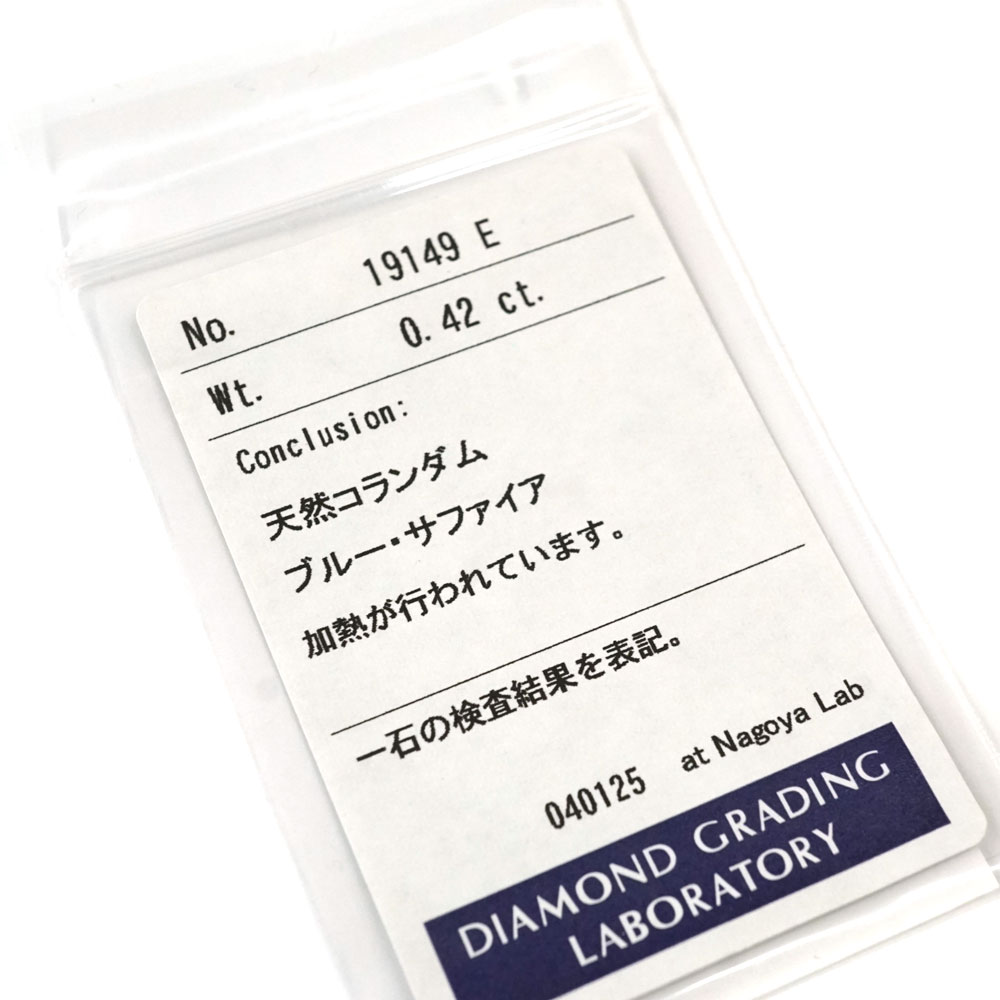 No. 19149 E
Wt. 0.42 ct.
Conclusion:
天然コランダム
ブルー・サファイア
加熱が行われています。
一石の検査結果を表記。
040125 at Nagoya Lab
DIAMOND GRADING
LABORATORY